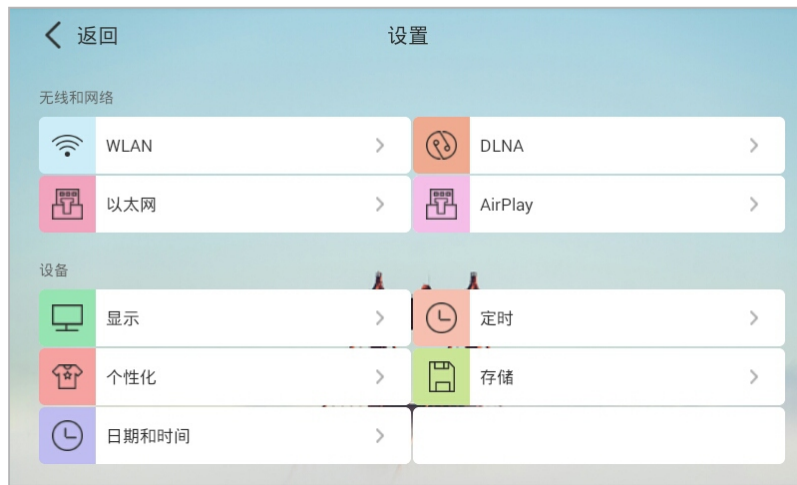 返回
设置
无线和网络
WLAN
DLNA
以太网
AirPlay
设备
显示
定时
个性化
存储
日期和时间